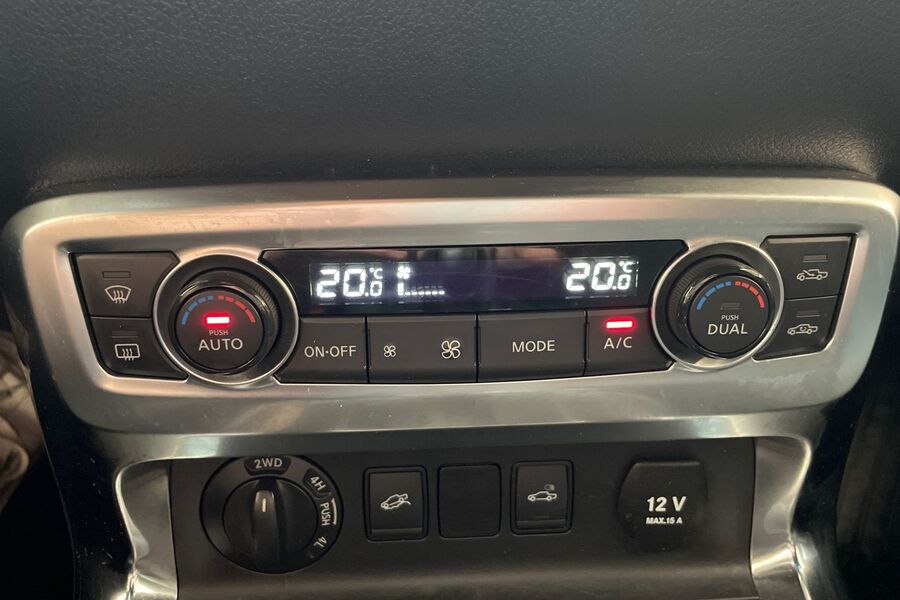 20.0°C
20.0°C
PUSH
AUTO
ON·OFF
MODE
A/C
PUSH
DUAL
2WD
4H
PUSH
4L
12 V
MAX.15 A